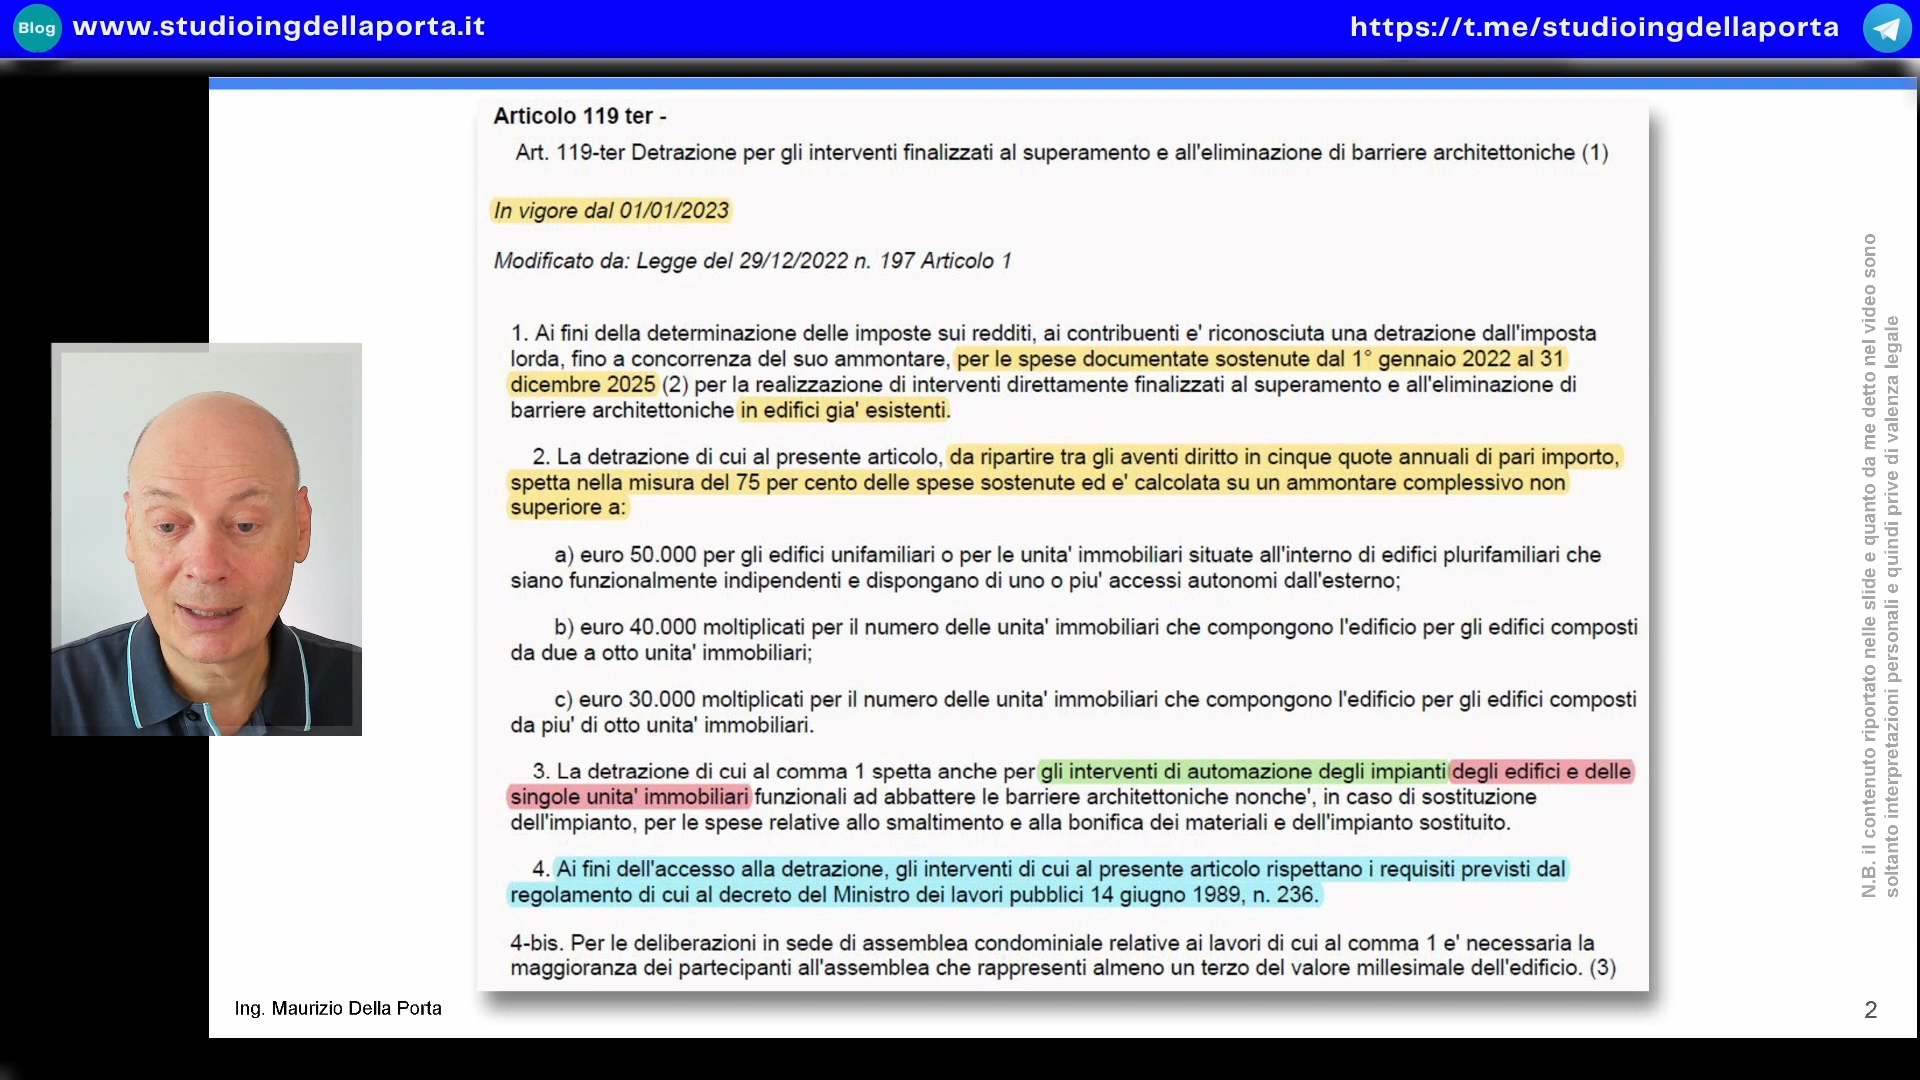 Blog www.studioingdellaporta.it
https://t.me/studioingdellaporta
Articolo 119 ter -
Art. 119-ter Detrazione per gli interventi finalizzati al superamento e all'eliminazione di barriere architettoniche (1)
In vigore dal 01/01/2023
Modificato da: Legge del 29/12/2022 n. 197 Articolo 1
1. Ai fini della determinazione delle imposte sui redditi, ai contribuenti e' riconosciuta una detrazione dall'imposta
lorda, fino a concorrenza del suo ammontare, per le spese documentate sostenute dal 1° gennaio 2022 al 31
dicembre 2025 (2) per la realizzazione di interventi direttamente finalizzati al superamento e all'eliminazione di
barriere architettoniche in edifici gia' esistenti.
2. La detrazione di cui al presente articolo, da ripartire tra gli aventi diritto in cinque quote annuali di pari importo,
spetta nella misura del 75 per cento delle spese sostenute ed e' calcolata su un ammontare complessivo non
superiore a:
a) euro 50.000 per gli edifici unifamiliari o per le unita' immobiliari situate all'interno di edifici plurifamiliari che
siano funzionalmente indipendenti e dispongano di uno o piu' accessi autonomi dall'esterno;
b) euro 40.000 moltiplicati per il numero delle unita' immobiliari che compongono l'edificio per gli edifici composti
da due a otto unita' immobiliari;
c) euro 30.000 moltiplicati per il numero delle unita' immobiliari che compongono l'edificio per gli edifici composti
da piu' di otto unita' immobiliari.
3. La detrazione di cui al comma 1 spetta anche per gli interventi di automazione degli impianti degli edifici e delle
singole unita' immobiliari funzionali ad abbattere le barriere architettoniche nonche', in caso di sostituzione
dell'impianto, per le spese relative allo smaltimento e alla bonifica dei materiali e dell'impianto sostituito.
4. Ai fini dell'accesso alla detrazione, gli interventi di cui al presente articolo rispettano i requisiti previsti dal
regolamento di cui al decreto del Ministro dei lavori pubblici 14 giugno 1989, n. 236.
4-bis. Per le deliberazioni in sede di assemblea condominiale relative ai lavori di cui al comma 1 e' necessaria la
maggioranza dei partecipanti all'assemblea che rappresenti almeno un terzo del valore millesimale dell'edificio. (3)
Ing. Maurizio Della Porta
2
N.B. il contenuto riportato nelle slide e quanto da me detto nel video sono
soltanto interpretazioni personali e quindi prive di valenza legale